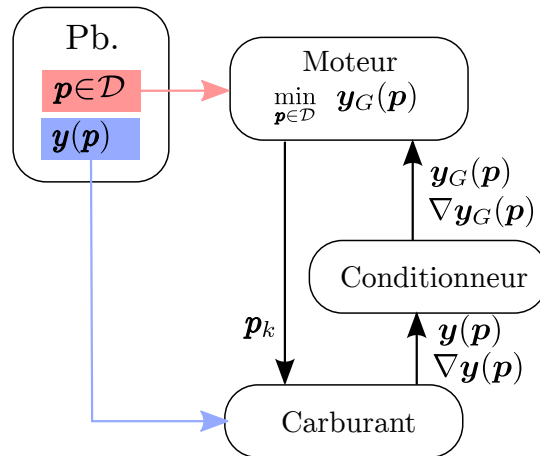 Pb.
p∈𝒟
y(p)
Moteur
min y_G(p)
p∈𝒟
y_G(p)
∇y_G(p)
Conditionneur
p_k
y(p)
∇y(p)
Carburant